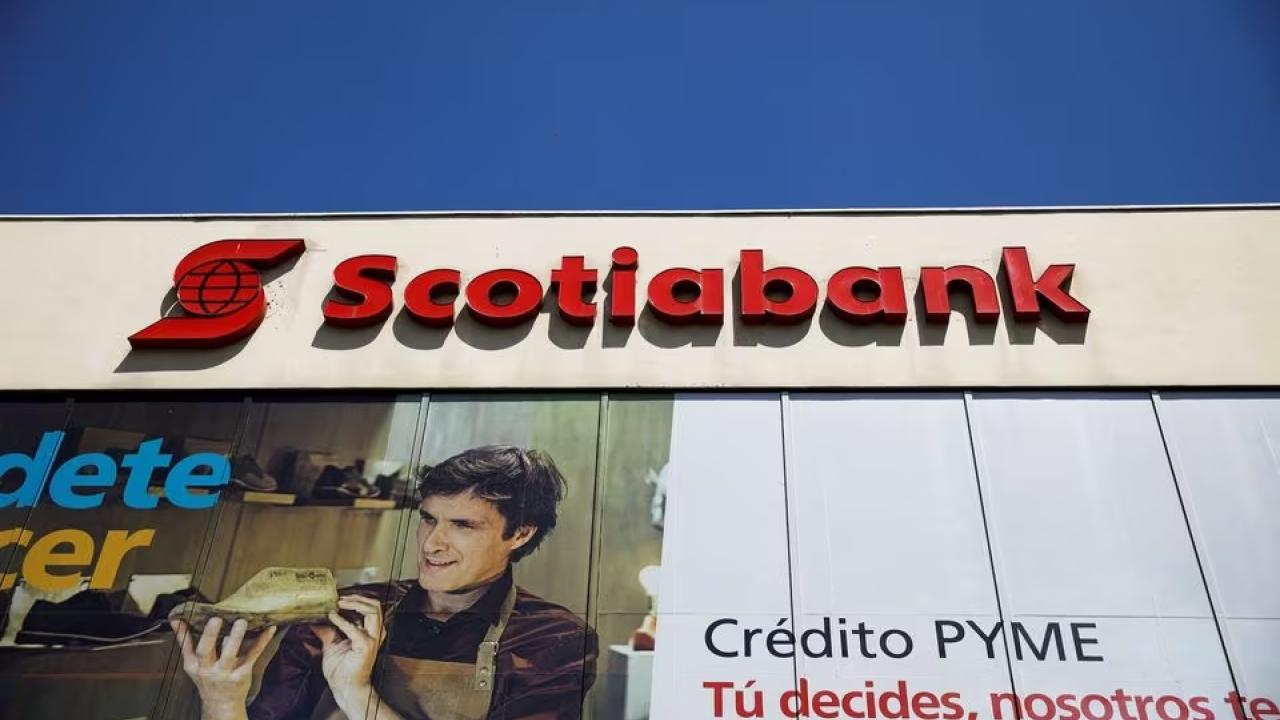 Scotiabank
dete
cer
Crédito PYME
Tú decides, nosotros te